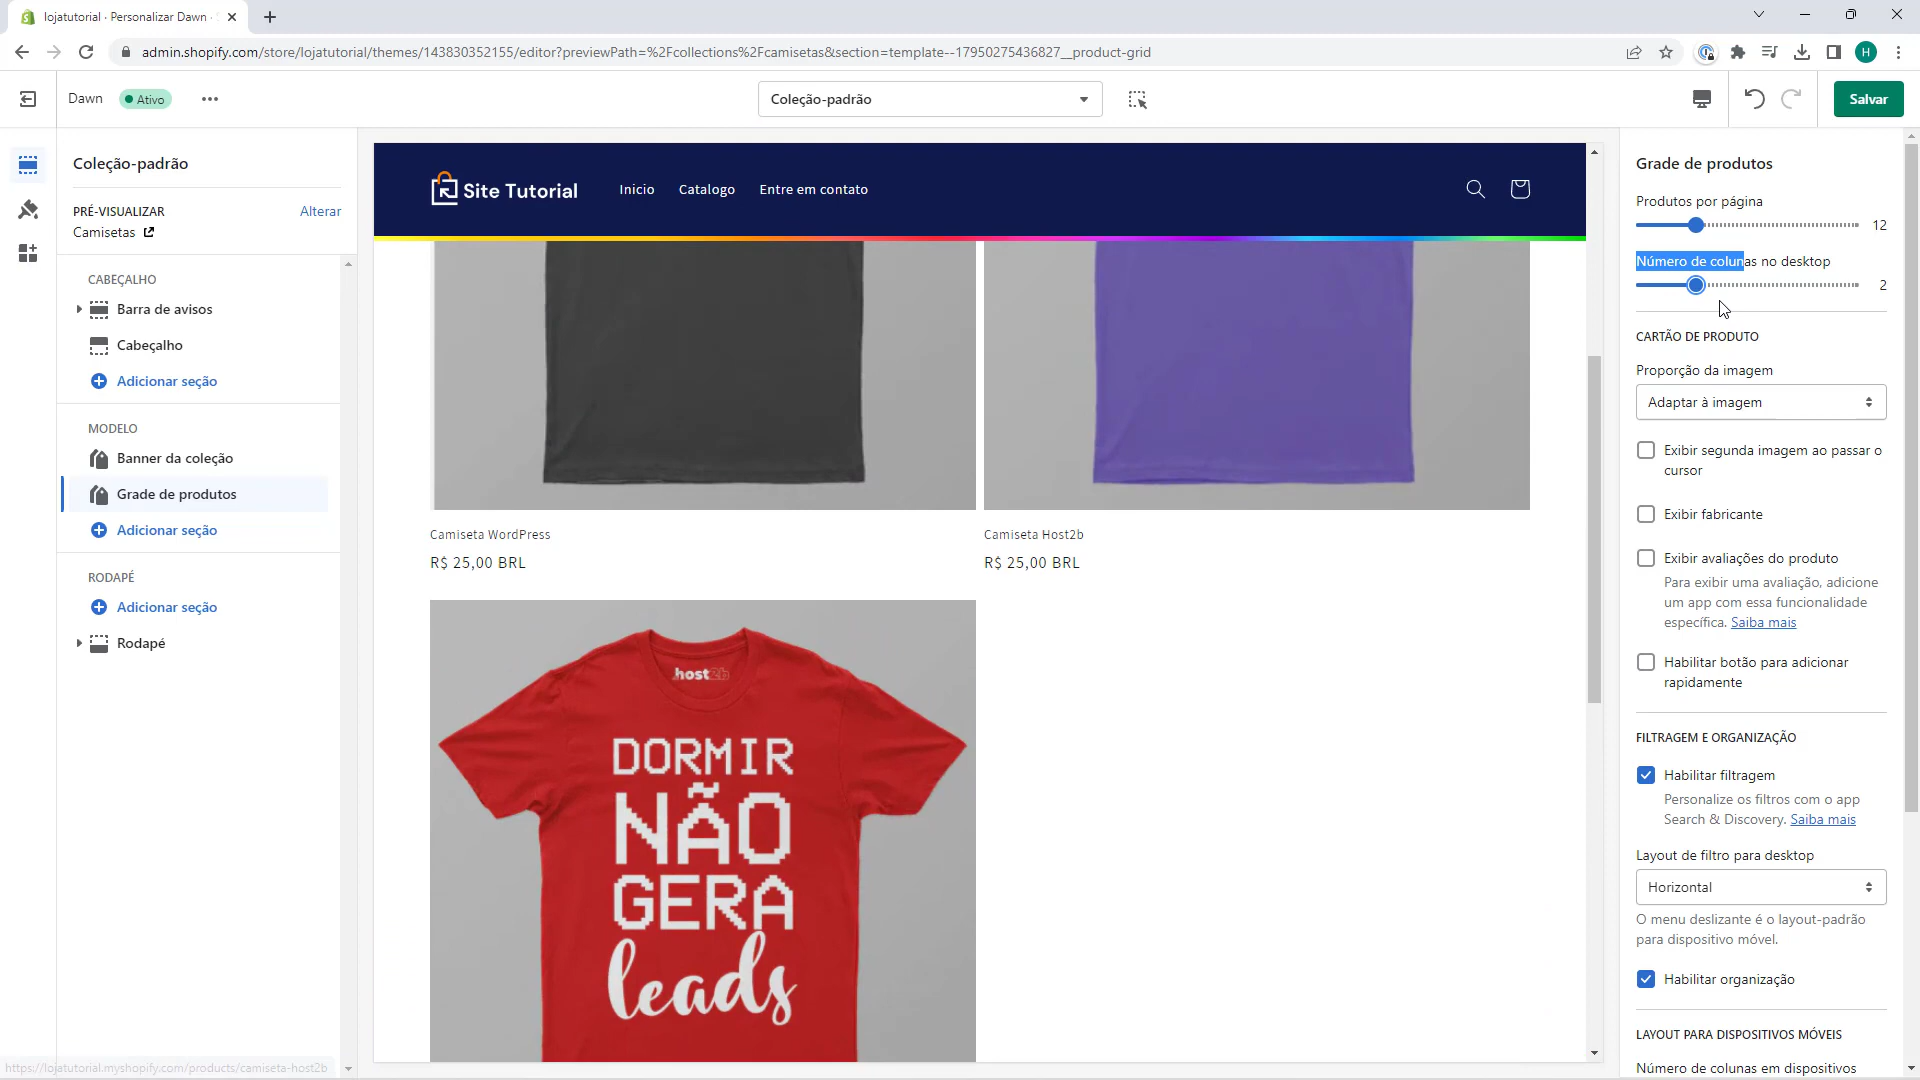 lojatutorial · Personalizar Dawn ·
admin.shopify.com/store/lojatutorial/themes/143830352155/editor?previewPath=%2Fcollections%2Fcamisetas&section=template--17950275436827__product-grid
H
Dawn
Ativo
Coleção-padrão
Salvar
Coleção-padrão
PRÉ-VISUALIZAR
Alterar
Camisetas
CABEÇALHO
Barra de avisos
Cabeçalho
Adicionar seção
MODELO
Banner da coleção
Grade de produtos
Adicionar seção
RODAPÉ
Adicionar seção
Rodapé
https://lojatutorial.myshopify.com/products/camiseta-host2b
Site Tutorial
Inicio
Catalogo
Entre em contato
Camiseta WordPress
R$ 25,00 BRL
Camiseta Host2b
R$ 25,00 BRL
.host2b
DORMIR
NÃO
GERA
leads
Grade de produtos
Produtos por página
12
Número de colunas no desktop
2
CARTÃO DE PRODUTO
Proporção da imagem
Adaptar à imagem
Exibir segunda imagem ao passar o
cursor
Exibir fabricante
Exibir avaliações do produto
Para exibir uma avaliação, adicione
um app com essa funcionalidade
específica. Saiba mais
Habilitar botão para adicionar
rapidamente
FILTRAGEM E ORGANIZAÇÃO
Habilitar filtragem
Personalize os filtros com o app
Search & Discovery. Saiba mais
Layout de filtro para desktop
Horizontal
O menu deslizante é o layout-padrão
para dispositivo móvel.
Habilitar organização
LAYOUT PARA DISPOSITIVOS MÓVEIS
Número de colunas em dispositivos